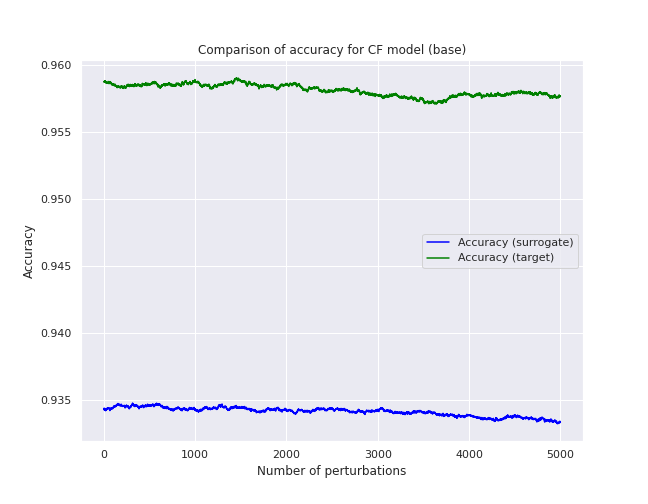 Comparison of accuracy for CF model (base)
0.960
0.955
0.950
0.945
0.940
0.935
Accuracy
Accuracy (surrogate)
Accuracy (target)
0
1000
2000
3000
4000
5000
Number of perturbations